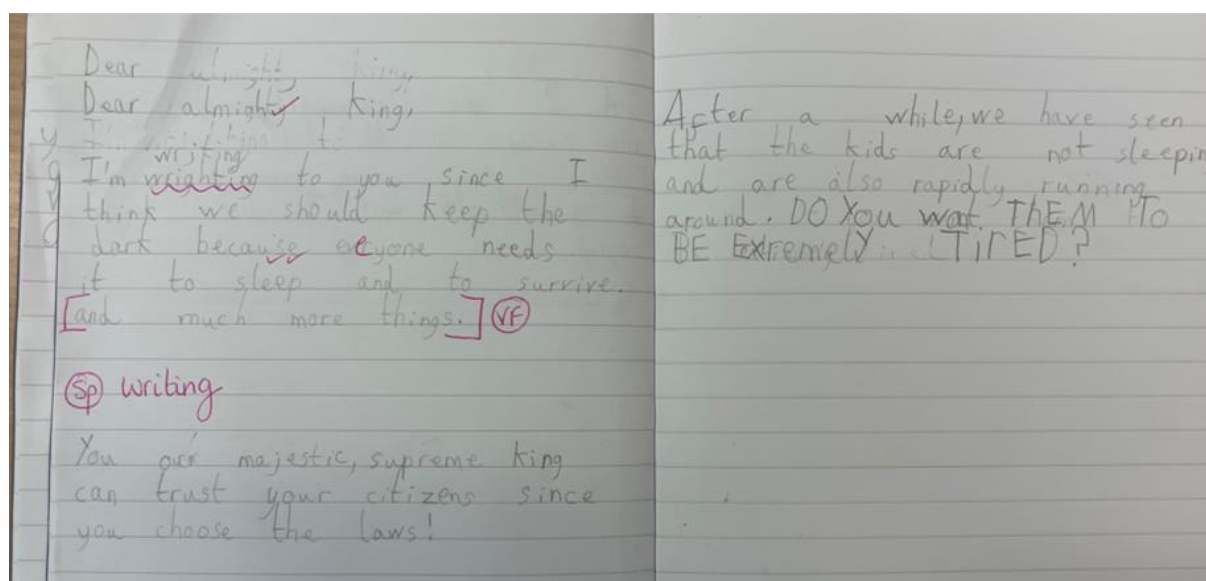 Dear almighty king,
Dear almighty king,
I'm to
writing
I'm wrighting to you since I
think we should keep the
dark because eeyone needs
it to sleep and to survive.
[and much more things.] VF
Sp writing
You our majestic, supreme king
can trust your citizens since
you choose the laws!
After a while, we have seen
that the kids are not sleepin
and are also rapidly running
around. DO YOU wat THEM TO
BE EXtremelY TiRED?